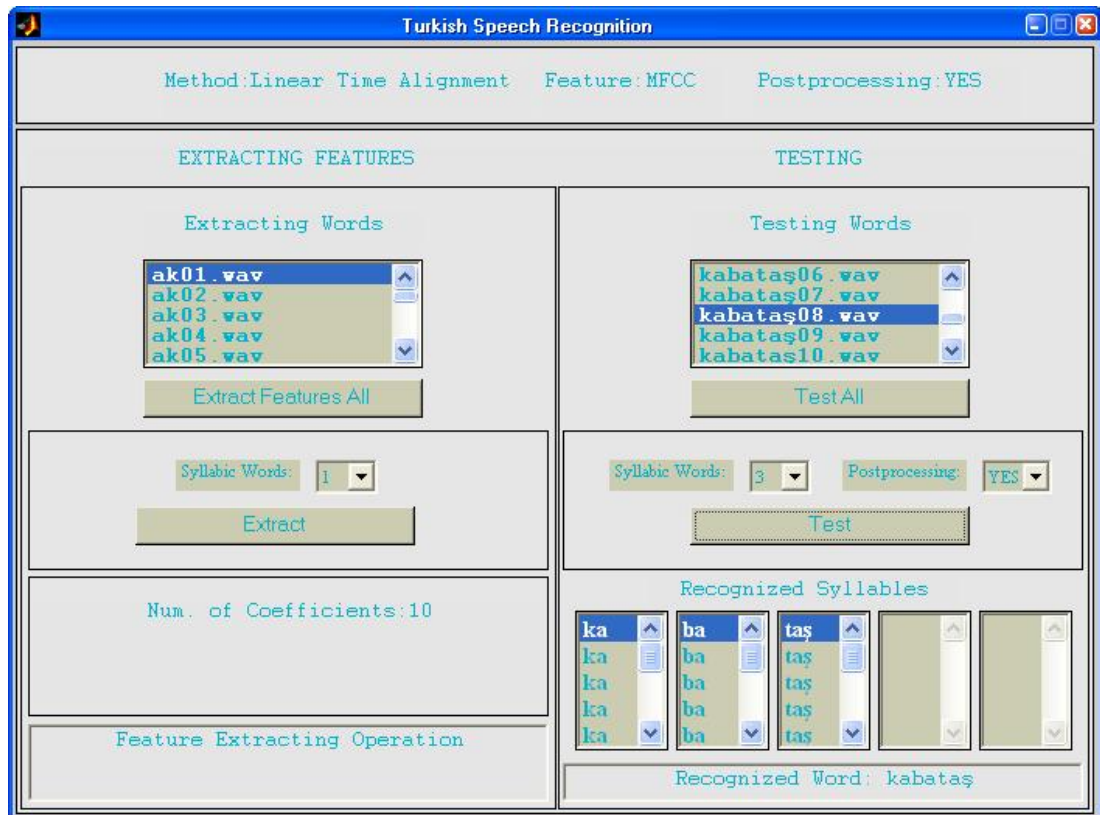 Turkish Speech Recognition
Method:Linear Time Alignment Feature:MFCC Postprocessing:YES
EXTRACTING FEATURES
Extracting Words
ak01.wav
ak02.wav
ak03.wav
ak04.wav
ak05.wav
Extract Features All
Syllabic Words: 1
Extract
Num. of Coefficients:10
Feature Extracting Operation
TESTING
Testing Words
kabataş06.wav
kabataş07.wav
kabataş08.wav
kabataş09.wav
kabataş10.wav
Test All
Syllabic Words: 3 Postprocessing: YES
Test
Recognized Syllables
ka ba taş
ka ba taş
ka ba taş
ka ba taş
ka ba taş
Recognized Word: kabataş